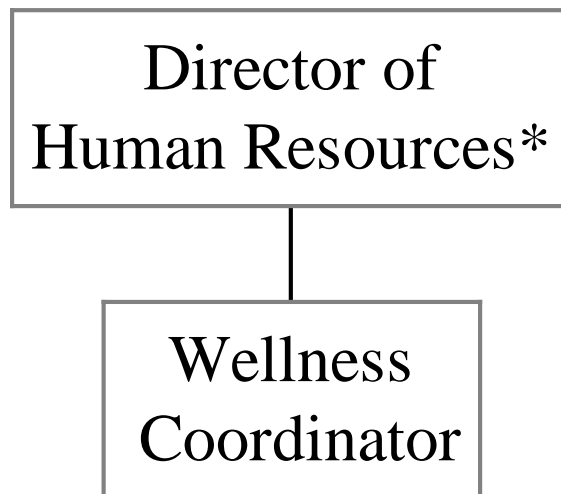 Director of
Human Resources*
Wellness
Coordinator